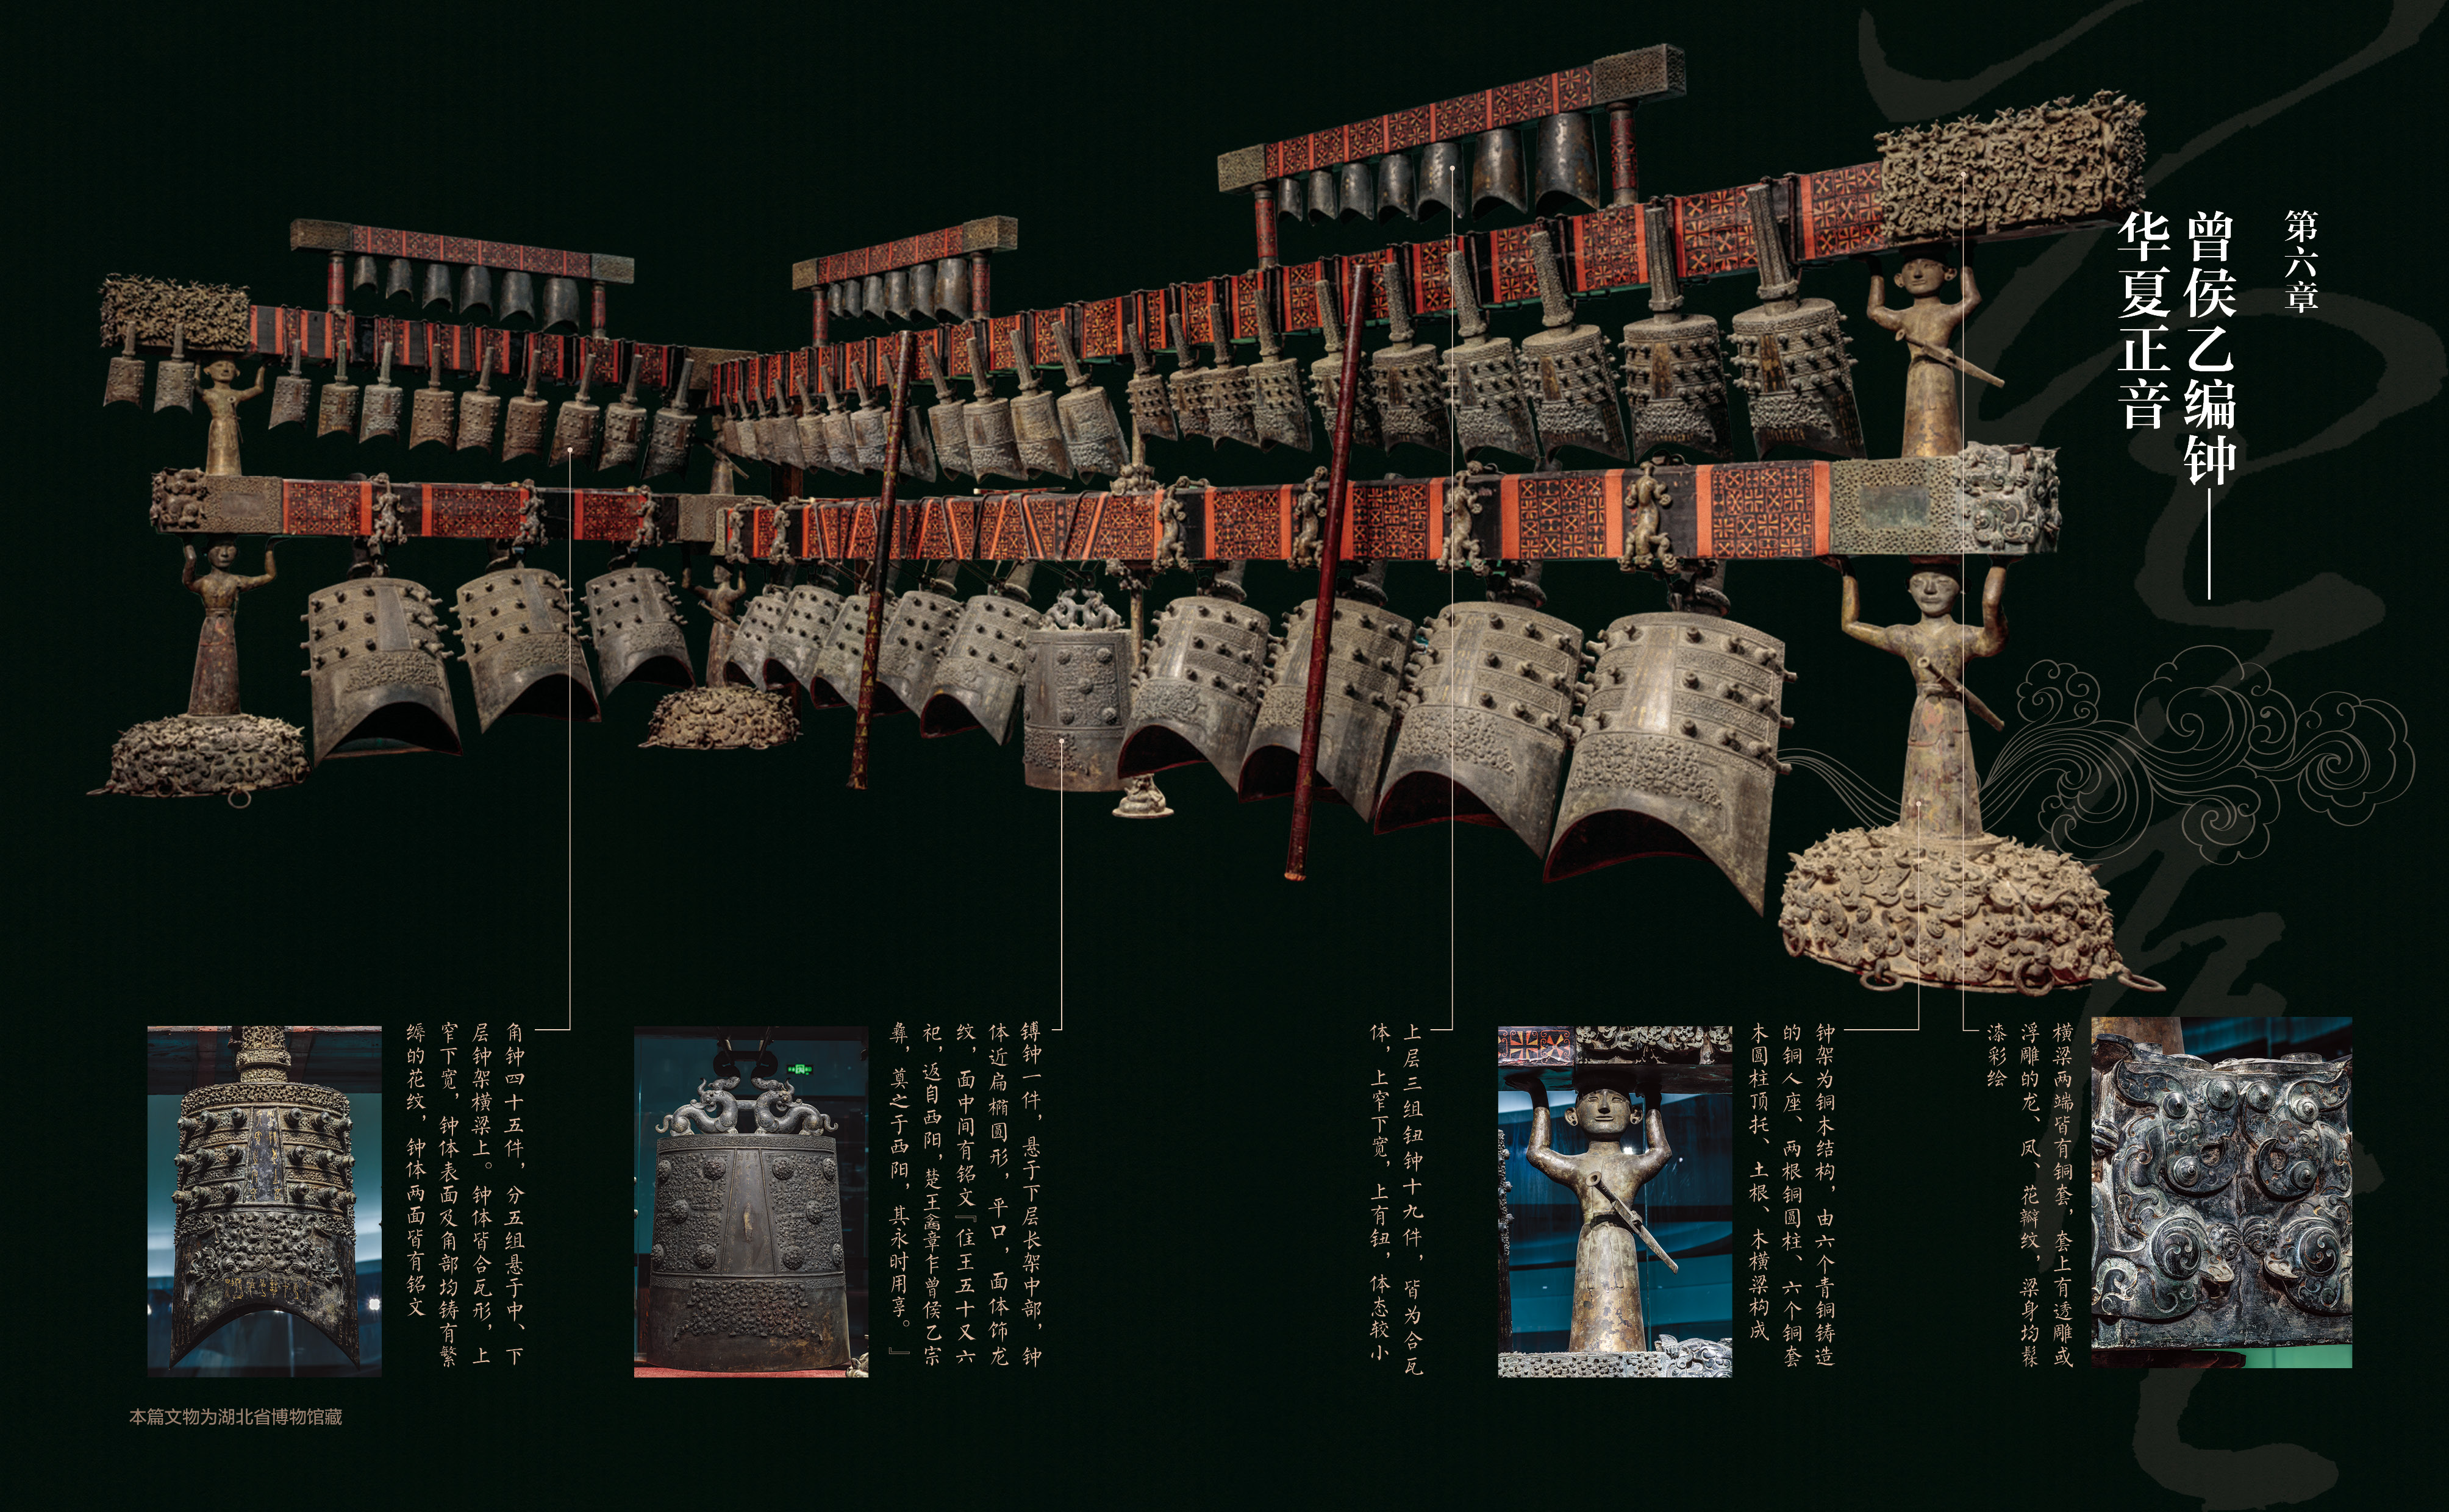 第六章
曾侯乙编钟——
华夏正音
横梁两端皆有铜套，套上有透雕或
浮雕的龙、凤、花瓣纹，梁身均髹
漆彩绘
钟架为铜木结构，由六个青铜铸造
的铜人座、两根铜圆柱、六个铜套
木圆柱顶托、土根、木横梁构成
上层三组钮钟十九件，皆为合瓦
体，上窄下宽，上有钮，体态较小
镈钟一件，悬于下层长架中部，钟
体近扁椭圆形，平口，面体饰龙
纹，面中间有铭文『住王五十又六
祀，返自西阳，楚王酓章乍曾侯乙宗
彝，奠之于西阳，其永时用享。』
角钟四十五件，分五组悬于中、下
层钟架横梁上。钟体皆合瓦形，上
窄下宽，钟体表面及角部均铸有繁
缛的花纹，钟体两面皆有铭文
本篇文物为湖北省博物馆藏